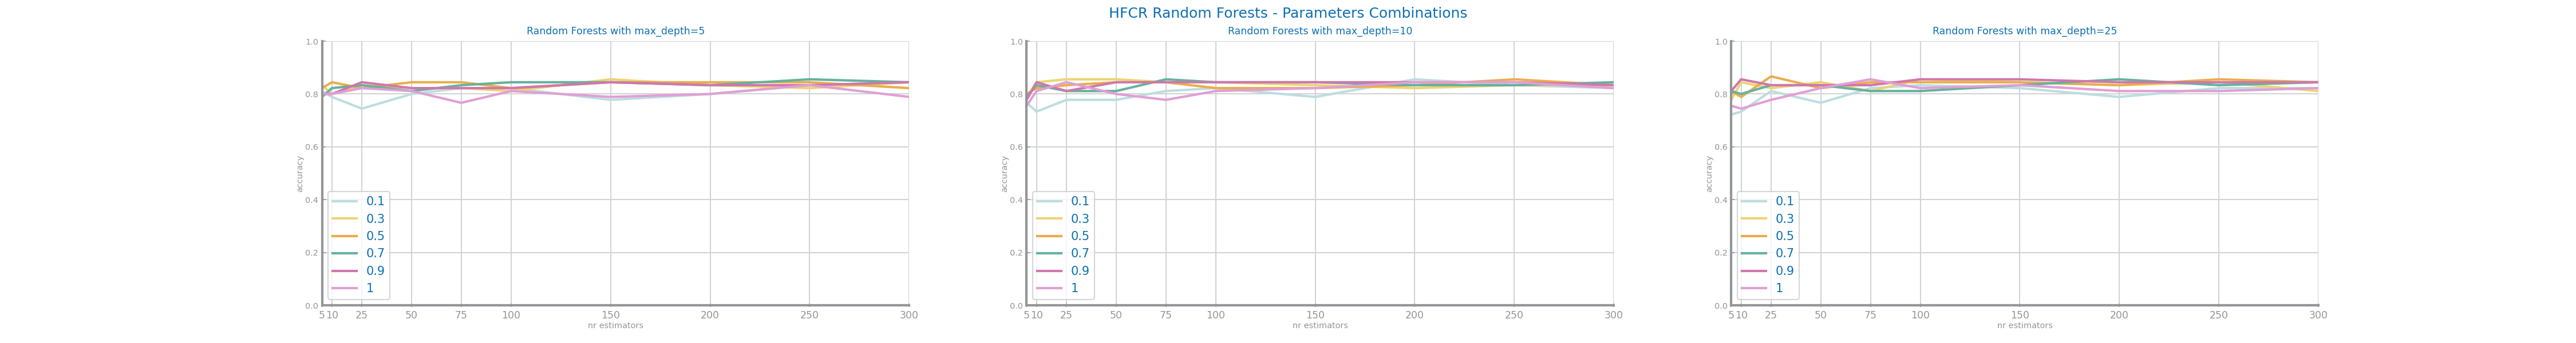 HFCR Random Forests - Parameters Combinations
Random Forests with max_depth=5
1.0
0.8
0.6
0.4
0.2
0.0
accuracy
0.1
0.3
0.5
0.7
0.9
1
5 10 25 50 75 100 150 200 250 300
nr estimators
Random Forests with max_depth=10
1.0
0.8
0.6
0.4
0.2
0.0
accuracy
0.1
0.3
0.5
0.7
0.9
1
5 10 25 50 75 100 150 200 250 300
nr estimators
Random Forests with max_depth=25
1.0
0.8
0.6
0.4
0.2
0.0
accuracy
0.1
0.3
0.5
0.7
0.9
1
5 10 25 50 75 100 150 200 250 300
nr estimators